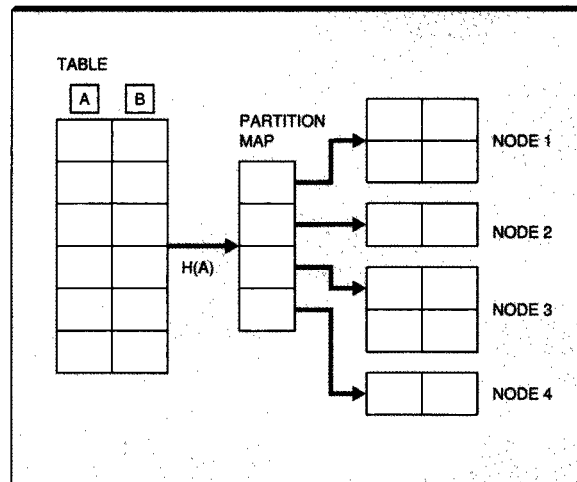 TABLE
A B
PARTITION
MAP
H(A)
NODE 1
NODE 2
NODE 3
NODE 4